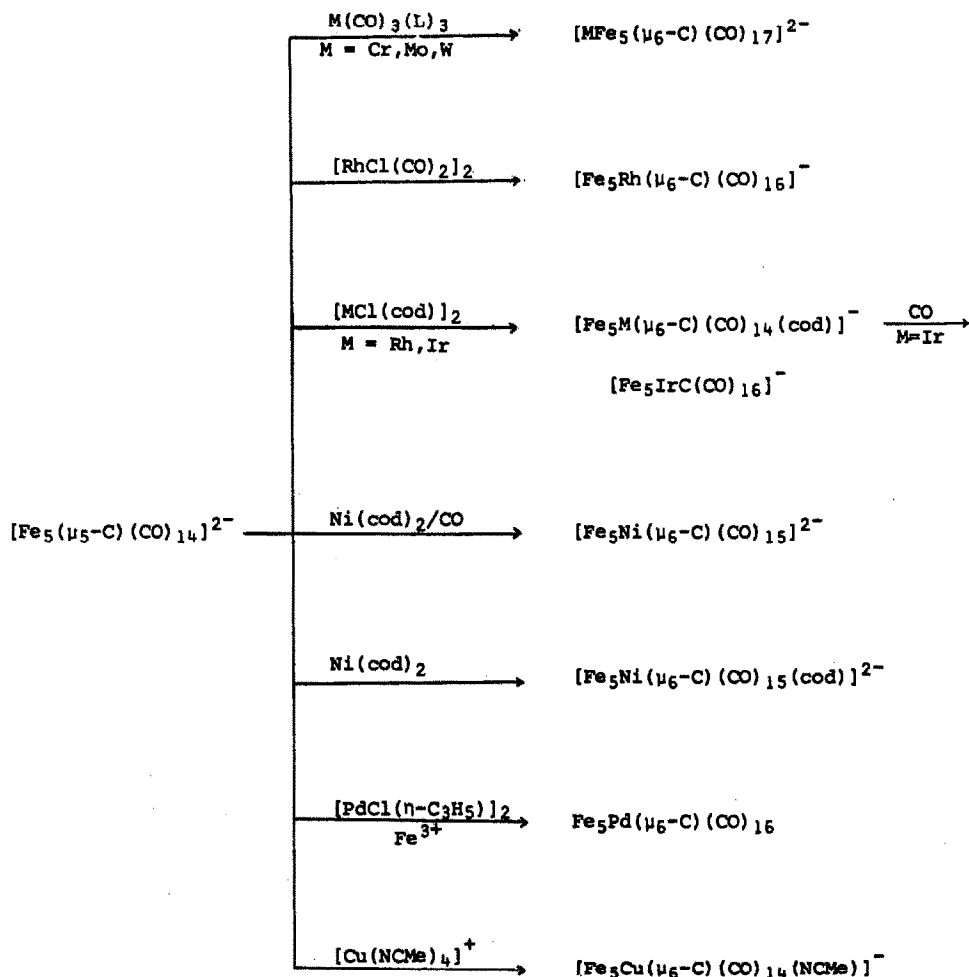 M(CO)₃(L)₃
M = Cr,Mo,W
[MFe₅(μ₆-C)(CO)₁₇]²⁻
[RhCl(CO)₂]₂
[Fe₅Rh(μ₆-C)(CO)₁₆]⁻
[MCl(cod)]₂
M = Rh,Ir
[Fe₅M(μ₆-C)(CO)₁₄(cod)]⁻
CO
M=Ir
[Fe₅IrC(CO)₁₆]⁻
[Fe₅(μ₅-C)(CO)₁₄]²⁻
Ni(cod)₂/CO
[Fe₅Ni(μ₆-C)(CO)₁₅]²⁻
Ni(cod)₂
[Fe₅Ni(μ₆-C)(CO)₁₅(cod)]²⁻
[PdCl(η-C₃H₅)]₂
Fe³⁺
Fe₅Pd(μ₆-C)(CO)₁₆
[Cu(NCMe)₄]⁺
[Fe₅Cu(μ₆-C)(CO)₁₄(NCMe)]⁻